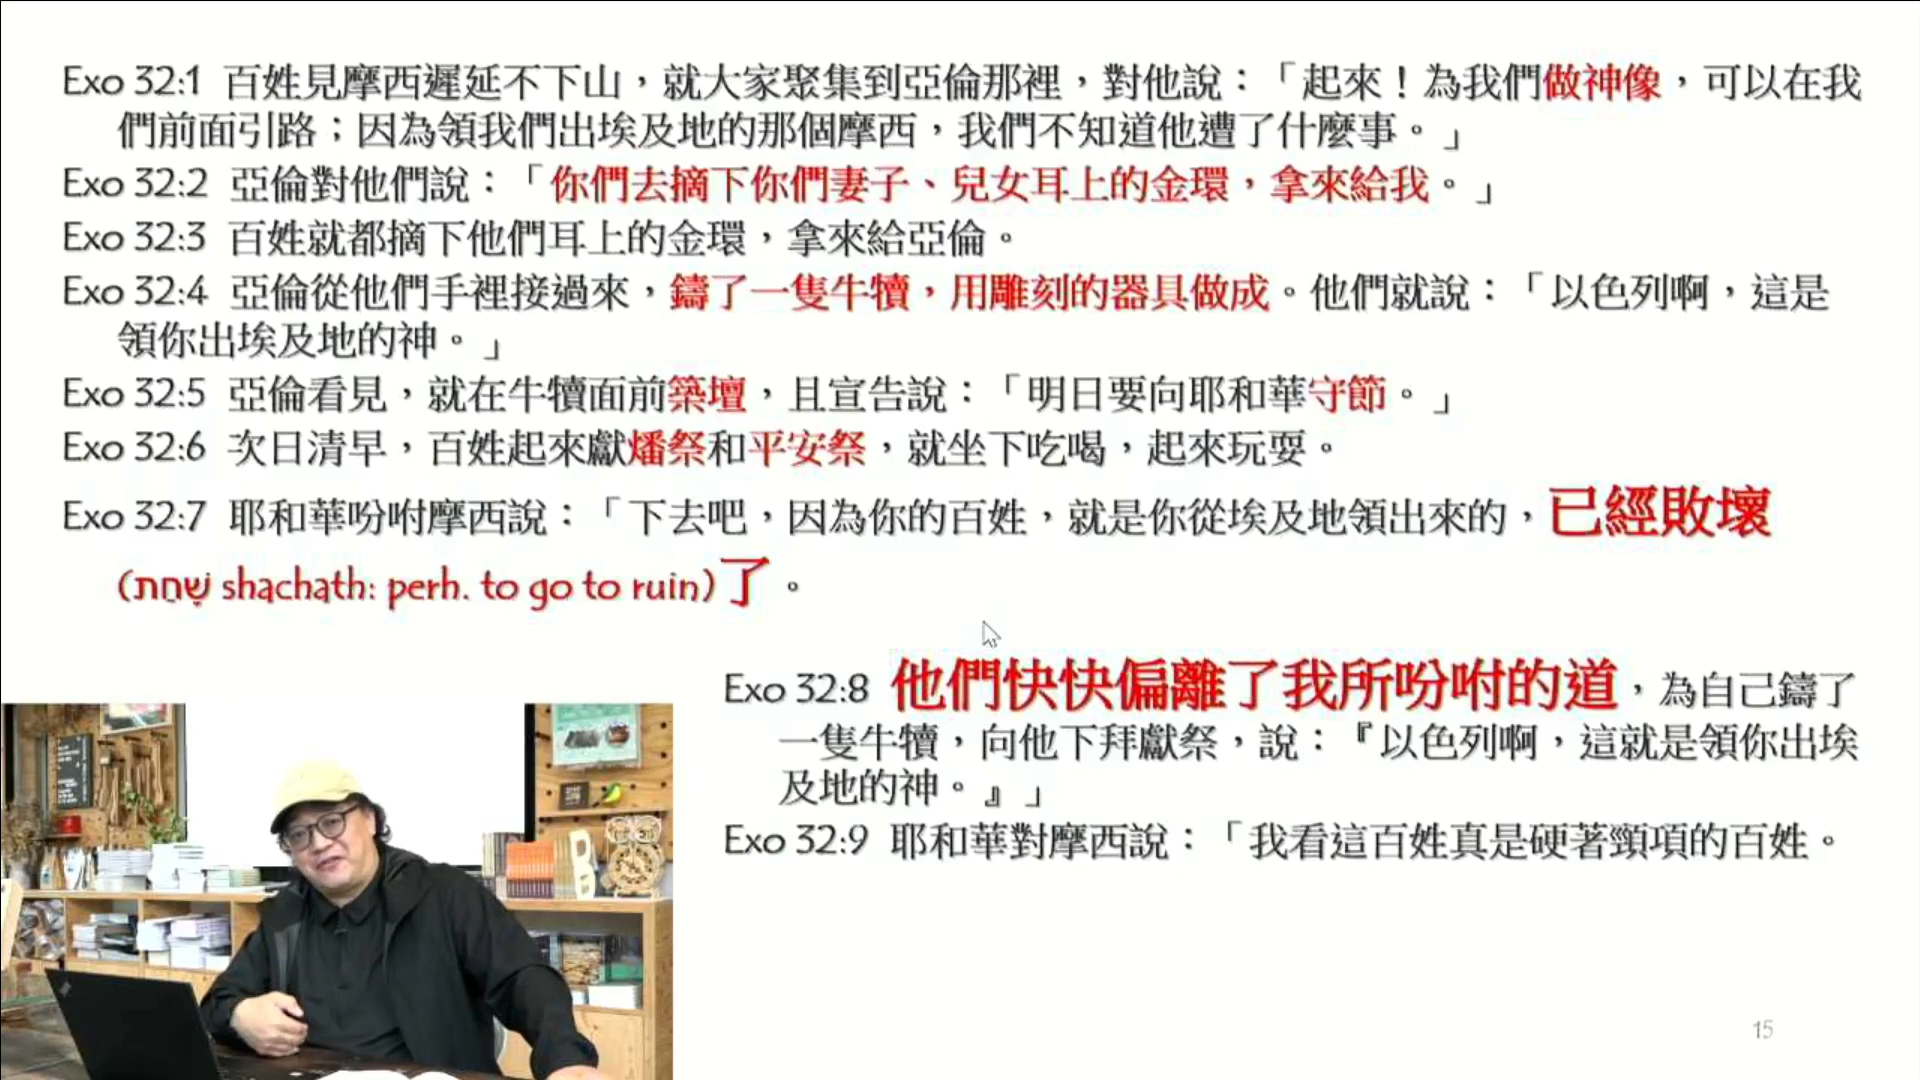 Exo 32:1 百姓見摩西遲延不下山，就大家聚集到亞倫那裡，對他說：「起來！為我們做神像，可以在我
們前面引路；因為領我們出埃及地的那個摩西，我們不知道他遭了什麼事。」
Exo 32:2 亞倫對他們說：「你們去摘下你們妻子、兒女耳上的金環，拿來給我。」
Exo 32:3 百姓就都摘下他們耳上的金環，拿來給亞倫。
Exo 32:4 亞倫從他們手裡接過來，鑄了一隻牛犢，用雕刻的器具做成。他們就說：「以色列啊，這是
領你出埃及地的神。」
Exo 32:5 亞倫看見，就在牛犢面前築壇，且宣告說：「明日要向耶和華守節。」
Exo 32:6 次日清早，百姓起來獻燔祭和平安祭，就坐下吃喝，起來玩耍。
Exo 32:7 耶和華吩咐摩西說：「下去吧，因為你的百姓，就是你從埃及地領出來的，已經敗壞
(שָׁחַת shachath: perh. to go to ruin)了。
Exo 32:8 他們快快偏離了我所吩咐的道，為自己鑄了
一隻牛犢，向他下拜獻祭，說：『以色列啊，這就是領你出埃
及地的神。』」
Exo 32:9 耶和華對摩西說：「我看這百姓真是硬著頸項的百姓。
15